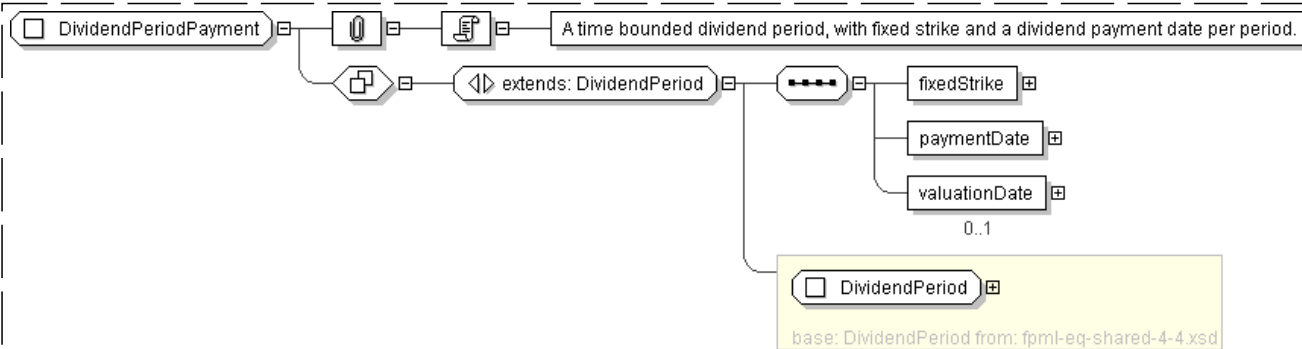 DividendPeriodPayment
A time bounded dividend period, with fixed strike and a dividend payment date per period.
extends: DividendPeriod
fixedStrike
paymentDate
valuationDate
0..1
DividendPeriod
base: DividendPeriod from: fpml-eq-shared-4-4.xsd